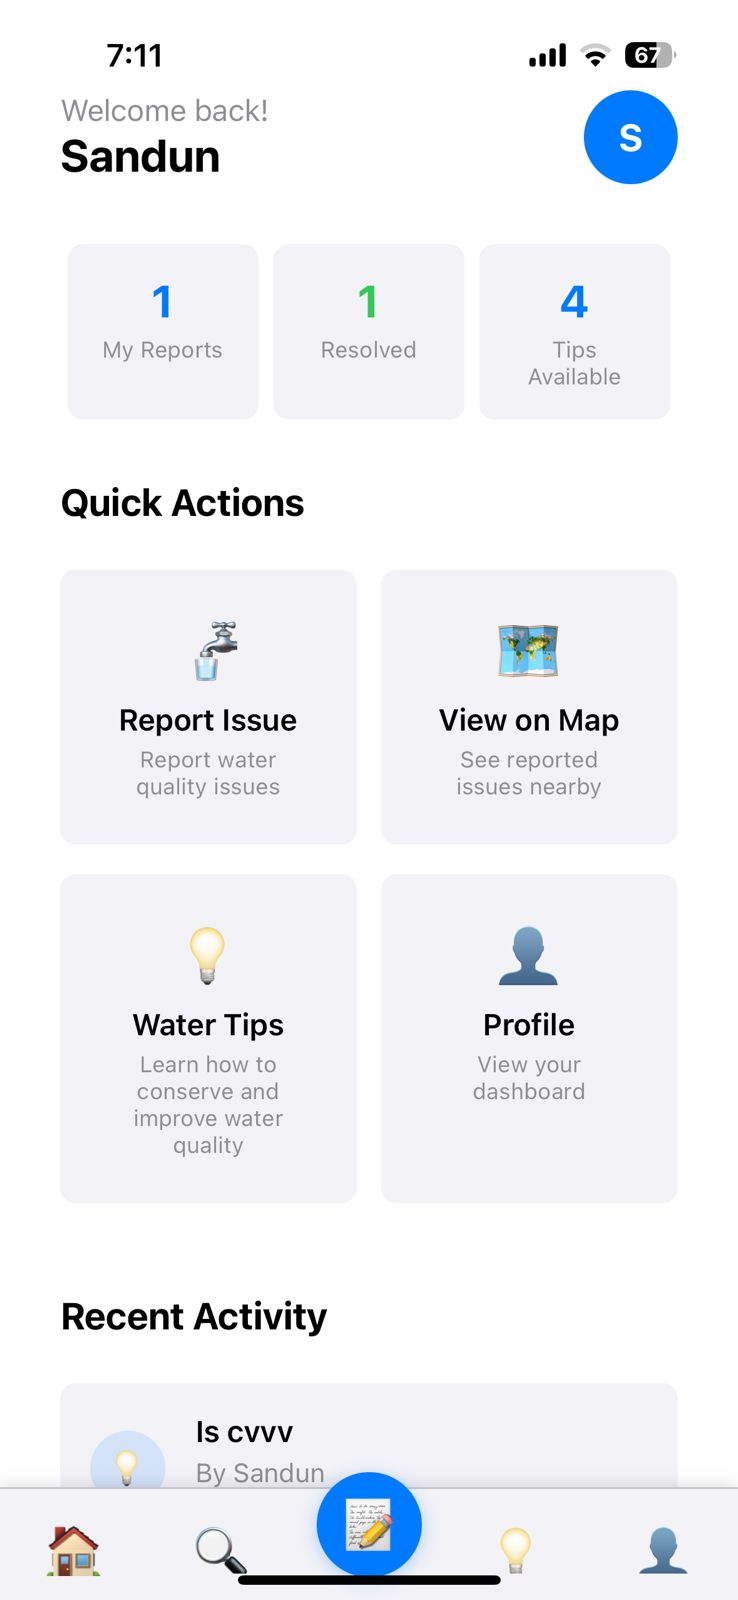 7:11
67
Welcome back!
Sandun
S
1
My Reports
1
Resolved
4
Tips
Available
Quick Actions
Report Issue
Report water
quality issues
View on Map
See reported
issues nearby
Water Tips
Learn how to
conserve and
improve water
quality
Profile
View your
dashboard
Recent Activity
Is cvvv
By Sandun